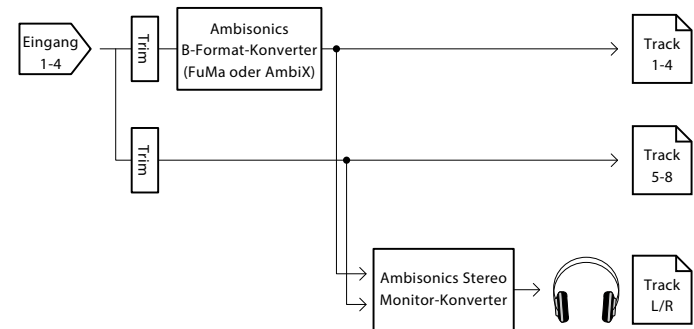 Eingang
1-4
Trim
Ambisonics
B-Format-Konverter
(FuMa oder AmbiX)
Track
1-4
Trim
Track
5-8
Ambisonics Stereo
Monitor-Konverter
Track
L/R